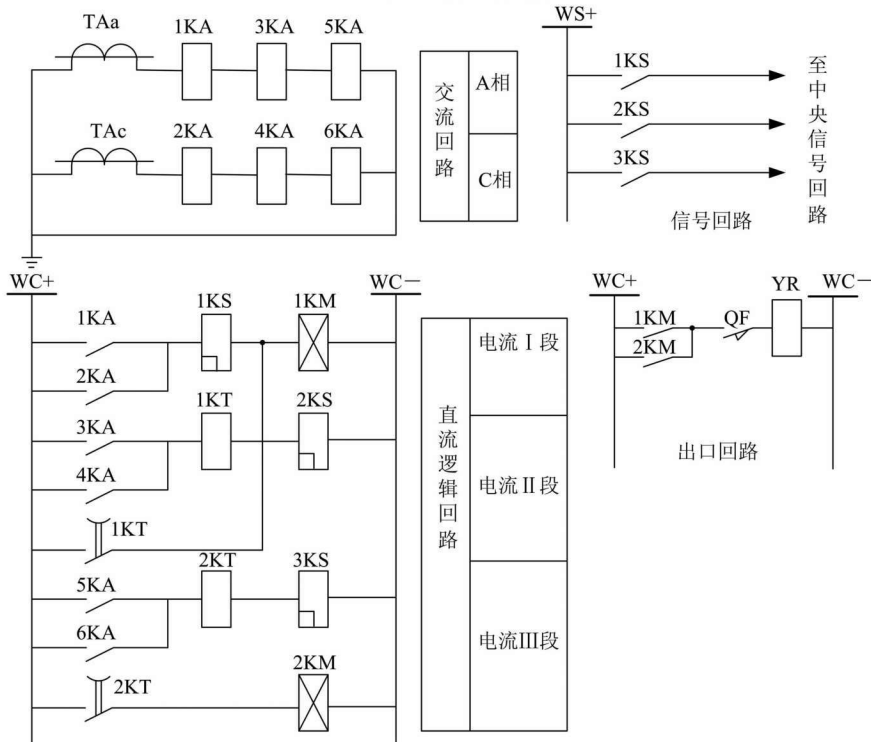 TAa 1KA 3KA 5KA
TAc 2KA 4KA 6KA
交流回路
A相
C相
WS+
1KS
2KS
3KS
至中央信号回路
信号回路
WC+ WC－
1KA 1KS 1KM
2KA
3KA 1KT 2KS
4KA
1KT
5KA 2KT 3KS
6KA
2KT 2KM
直流逻辑回路
电流Ⅰ段
电流Ⅱ段
电流Ⅲ段
WC+ YR WC－
1KM QF
2KM
出口回路